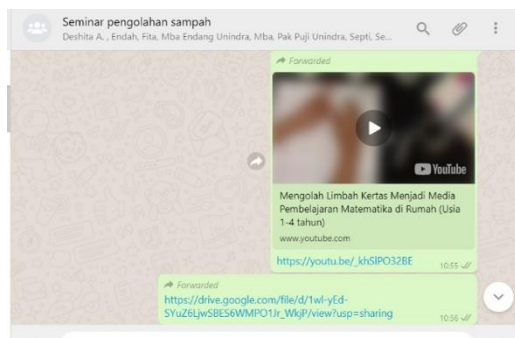 Seminar pengolahan sampah
Deshita A. , Endah, Fita, Mba Endang Unindra, Mba, Pak Puji Unindra, Septi, Se...
Forwarded
YouTube
Mengolah Limbah Kertas Menjadi Media
Pembelajaran Matematika di Rumah (Usia
1-4 tahun)
www.youtube.com
https://youtu.be/_khSlPO32BE
10:55
Forwarded
https://drive.google.com/file/d/1wl-yEd-
SYuZ6LjwSBES6WMPO1Jr_WkjP/view?usp=sharing
10:56